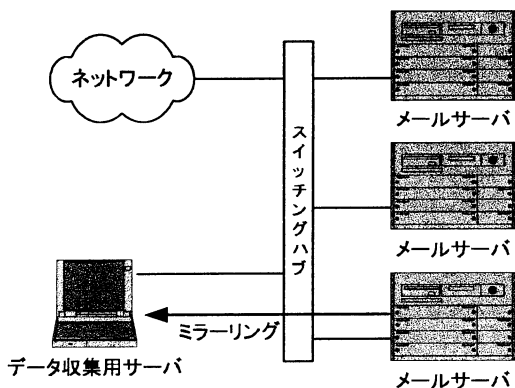 ネットワーク
スイッチングハブ
メールサーバ
メールサーバ
ミラーリング
データ収集用サーバ
メールサーバ